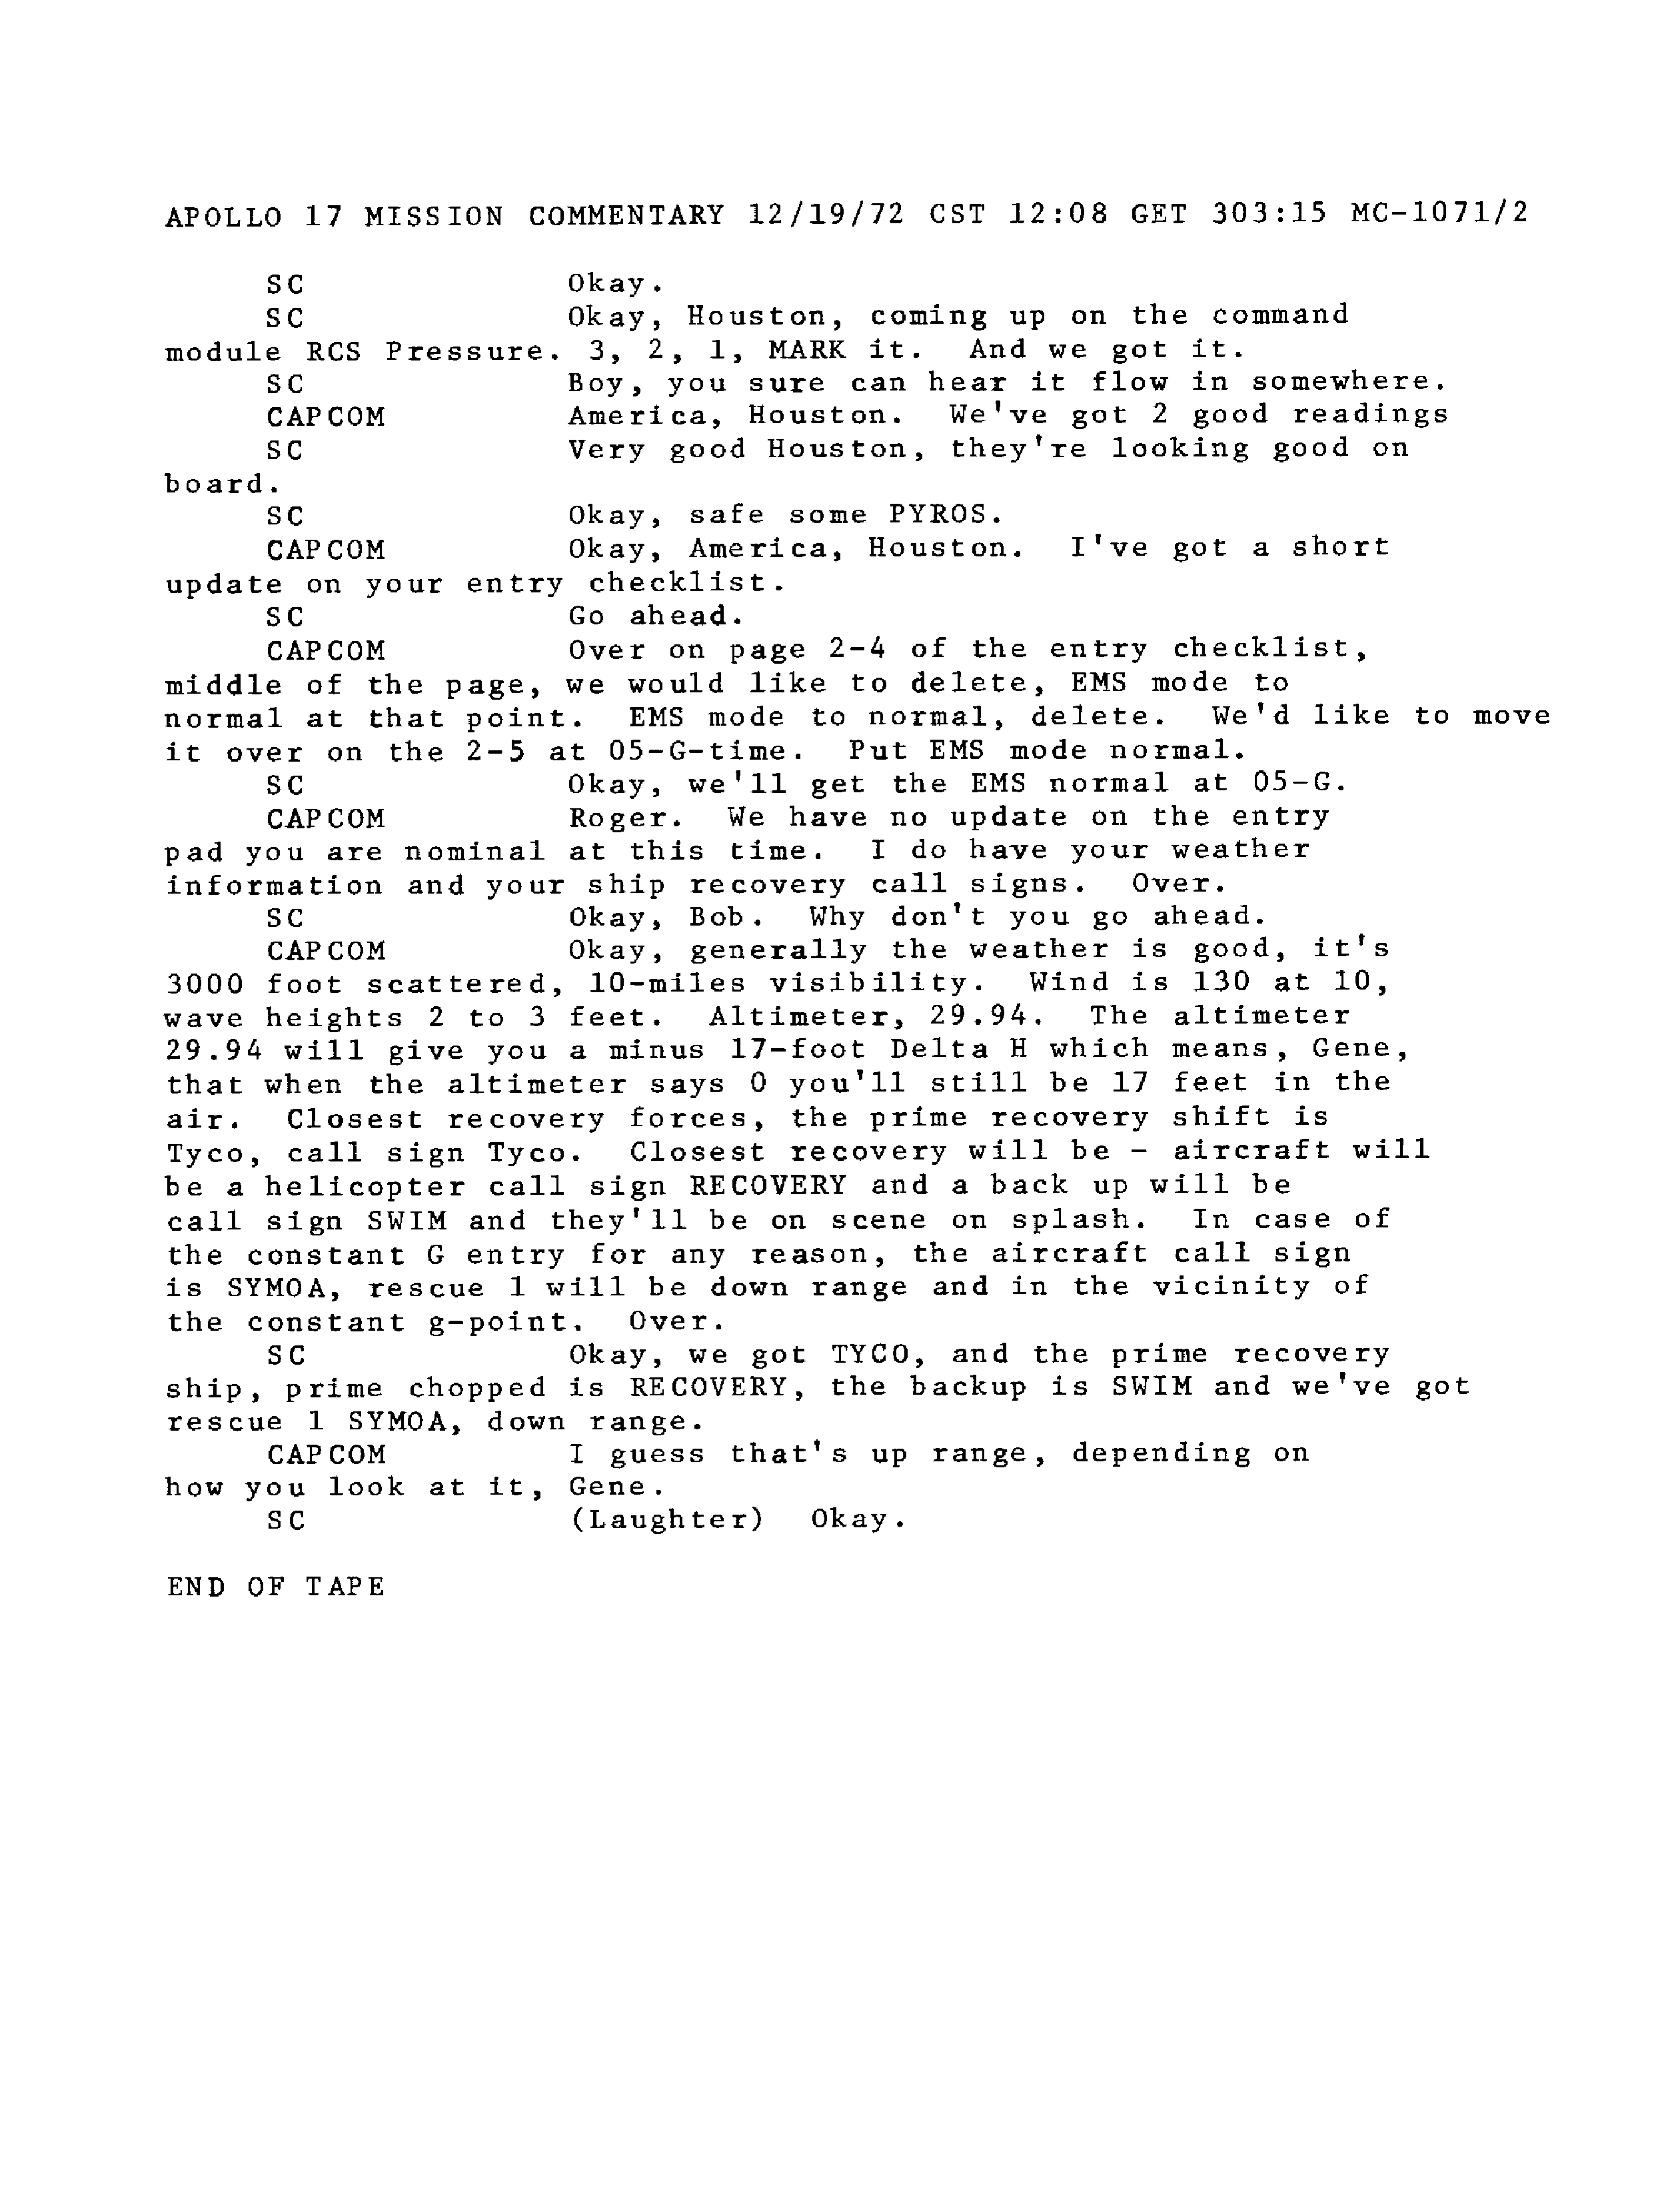 APOLLO 17 MISSION COMMENTARY 12/19/72 CST 12:08 GET 303:15 MC-1071/2
SC Okay.
SC Okay, Houston, coming up on the command
module RCS Pressure. 3, 2, 1, MARK it. And we got it.
SC Boy, you sure can hear it flow in somewhere.
CAPCOM America, Houston. We've got 2 good readings
SC Very good Houston, they're looking good on
board.
SC Okay, safe some PYROS.
CAPCOM Okay, America, Houston. I've got a short
update on your entry checklist.
SC Go ahead.
CAPCOM Over on page 2-4 of the entry checklist,
middle of the page, we would like to delete, EMS mode to
normal at that point. EMS mode to normal, delete. We'd like to move
it over on the 2-5 at 05-G-time. Put EMS mode normal.
SC Okay, we'll get the EMS normal at 05-G.
CAPCOM Roger. We have no update on the entry
pad you are nominal at this time. I do have your weather
information and your ship recovery call signs. Over.
SC Okay, Bob. Why don't you go ahead.
CAPCOM Okay, generally the weather is good, it's
3000 foot scattered, 10-miles visibility. Wind is 130 at 10,
wave heights 2 to 3 feet. Altimeter, 29.94. The altimeter
29.94 will give you a minus 17-foot Delta H which means, Gene,
that when the altimeter says 0 you'll still be 17 feet in the
air. Closest recovery forces, the prime recovery shift is
Tyco, call sign Tyco. Closest recovery will be - aircraft will
be a helicopter call sign RECOVERY and a back up will be
call sign SWIM and they'll be on scene on splash. In case of
the constant G entry for any reason, the aircraft call sign
is SYMOA, rescue 1 will be down range and in the vicinity of
the constant g-point. Over.
SC Okay, we got TYCO, and the prime recovery
ship, prime chopped is RECOVERY, the backup is SWIM and we've got
rescue 1 SYMOA, down range.
CAPCOM I guess that's up range, depending on
how you look at it, Gene.
SC (Laughter) Okay.
END OF TAPE